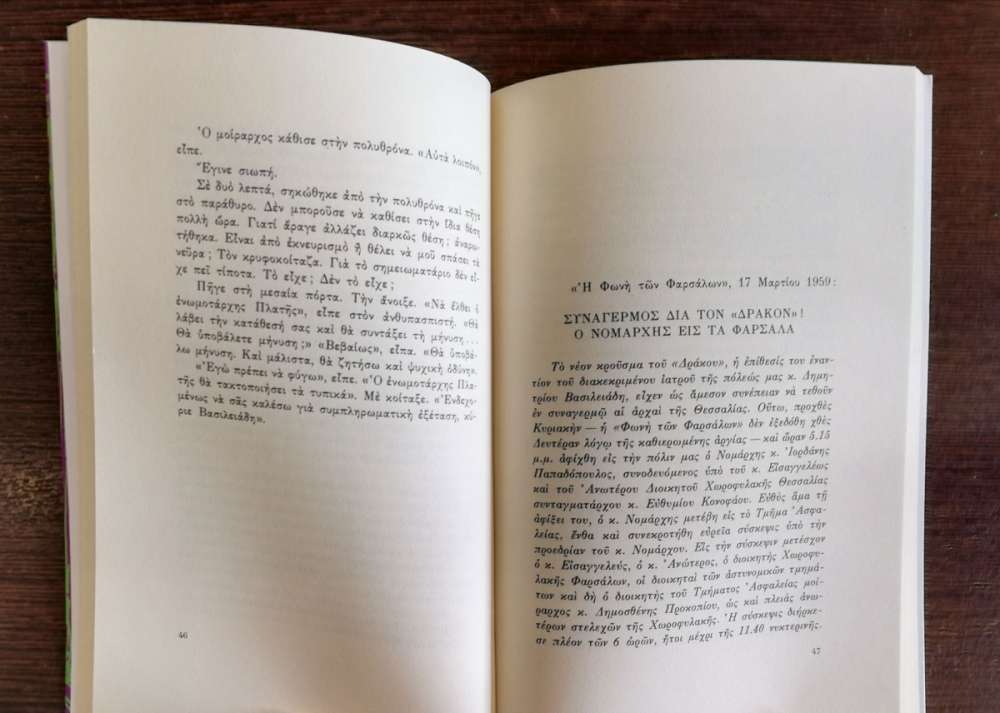 Ὁ μοίραρχος κάθισε στὴν πολυθρόνα. «Αὐτὰ λοιπόν»,
εἶπε.
Ἔγινε σιωπή.
Σὲ δυὸ λεπτά, σηκώθηκε ἀπὸ τὴν πολυθρόνα καὶ πῆγε
στὸ παράθυρο. Δὲν μποροῦσε νὰ καθίσει στὴν ἴδια θέση
πολλὴ ὥρα. Γιατί ἄραγε ἀλλάζει διαρκῶς θέση; ἀναρω-
τήθηκα. Εἶναι ἀπὸ ἐκνευρισμὸ ἢ θέλει νὰ μοῦ σπάσει τὰ
νεῦρα; Τὸν κρυφοκοίταζα. Γιὰ τὸ σημειωματάριο δὲν εἶ-
χε πεῖ τίποτα. Τὸ εἶχε; Δὲν τὸ εἶχε;
Πῆγε στὴ μεσαία πόρτα. Τὴν ἄνοιξε. «Νὰ ἔλθει ὁ
ἐνωμοτάρχης Πλατῆς», εἶπε στὸν ἀνθυπασπιστή. «Θὰ
λάβει τὴν κατάθεσή σας καὶ θὰ συντάξει τὴ μήνυση...
Θὰ ὑποβάλετε μήνυση;» «Βεβαίως», εἶπα. «Θὰ ὑποβά-
λω μήνυση. Καὶ μάλιστα, θὰ ζητήσω καὶ ψυχικὴ ὀδύνη».
«Ἐγὼ πρέπει νὰ φύγω», εἶπε. «Ὁ ἐνωμοτάρχης Πλα-
τῆς θὰ τακτοποιήσει τὰ τυπικά». Μὲ κοίταξε. «Ἐνδεχο-
μένως νὰ σᾶς καλέσω γιὰ συμπληρωματικὴ ἐξέταση, κύ-
ριε Βασιλειάδη».
46
«Ἡ Φωνὴ τῶν Φαρσάλων», 17 Μαρτίου 1959:
ΣΥΝΑΓΕΡΜΟΣ ΔΙΑ ΤΟΝ «ΔΡΑΚΟΝ»!
Ο ΝΟΜΑΡΧΗΣ ΕΙΣ ΤΑ ΦΑΡΣΑΛΑ
Τὸ νέον κροῦσμα τοῦ «Δράκου», ἡ ἐπίθεσίς του ἐναν-
τίον τοῦ διακεκριμένου ἰατροῦ τῆς πόλεώς μας κ. Δημη-
τρίου Βασιλειάδη, εἶχεν ὡς ἄμεσον συνέπειαν νὰ τεθοῦν
ἐν συναγερμῷ αἱ ἀρχαὶ τῆς Θεσσαλίας. Οὕτω, προχθὲς
Κυριακὴν — ἡ «Φωνὴ τῶν Φαρσάλων» δὲν ἐξεδόθη χθὲς
Δευτέραν λόγῳ τῆς καθιερωμένης ἀργίας — καὶ ὥραν 5.15
μ.μ. ἀφίχθη εἰς τὴν πόλιν μας ὁ Νομάρχης κ. Ἰορδάνης
Παπαδόπουλος, συνοδευόμενος ὑπὸ τοῦ κ. Εἰσαγγελέως
καὶ τοῦ Ἀνωτέρου Διοικητοῦ Χωροφυλακῆς Θεσσαλίας
συνταγματάρχου κ. Εὐθυμίου Κονοφάου. Εὐθὺς ἅμα τῇ
ἀφίξει του, ὁ κ. Νομάρχης μετέβη εἰς τὸ Τμῆμα Ἀσφα-
λείας, ἔνθα καὶ συνεκροτήθη εὐρεῖα σύσκεψις ὑπὸ τὴν
προεδρίαν τοῦ κ. Νομάρχου. Εἰς τὴν σύσκεψιν μετέσχον
ὁ κ. Εἰσαγγελεύς, ὁ κ. Ἀνώτερος, ὁ διοικητὴς Χωροφυ-
λακῆς Φαρσάλων, οἱ διοικηταὶ τῶν ἀστυνομικῶν τμημά-
των καὶ δὴ ὁ διοικητὴς τοῦ Τμήματος Ἀσφαλείας μοί-
ραρχος κ. Δημοσθένης Προκοπίου, ὡς καὶ πλειὰς ἀνω-
τέρων στελεχῶν τῆς Χωροφυλακῆς. Ἡ σύσκεψις διήρκε-
σε πλέον τῶν 6 ὡρῶν, ἤτοι μέχρι τῆς 11.40 νυκτερινῆς.
47